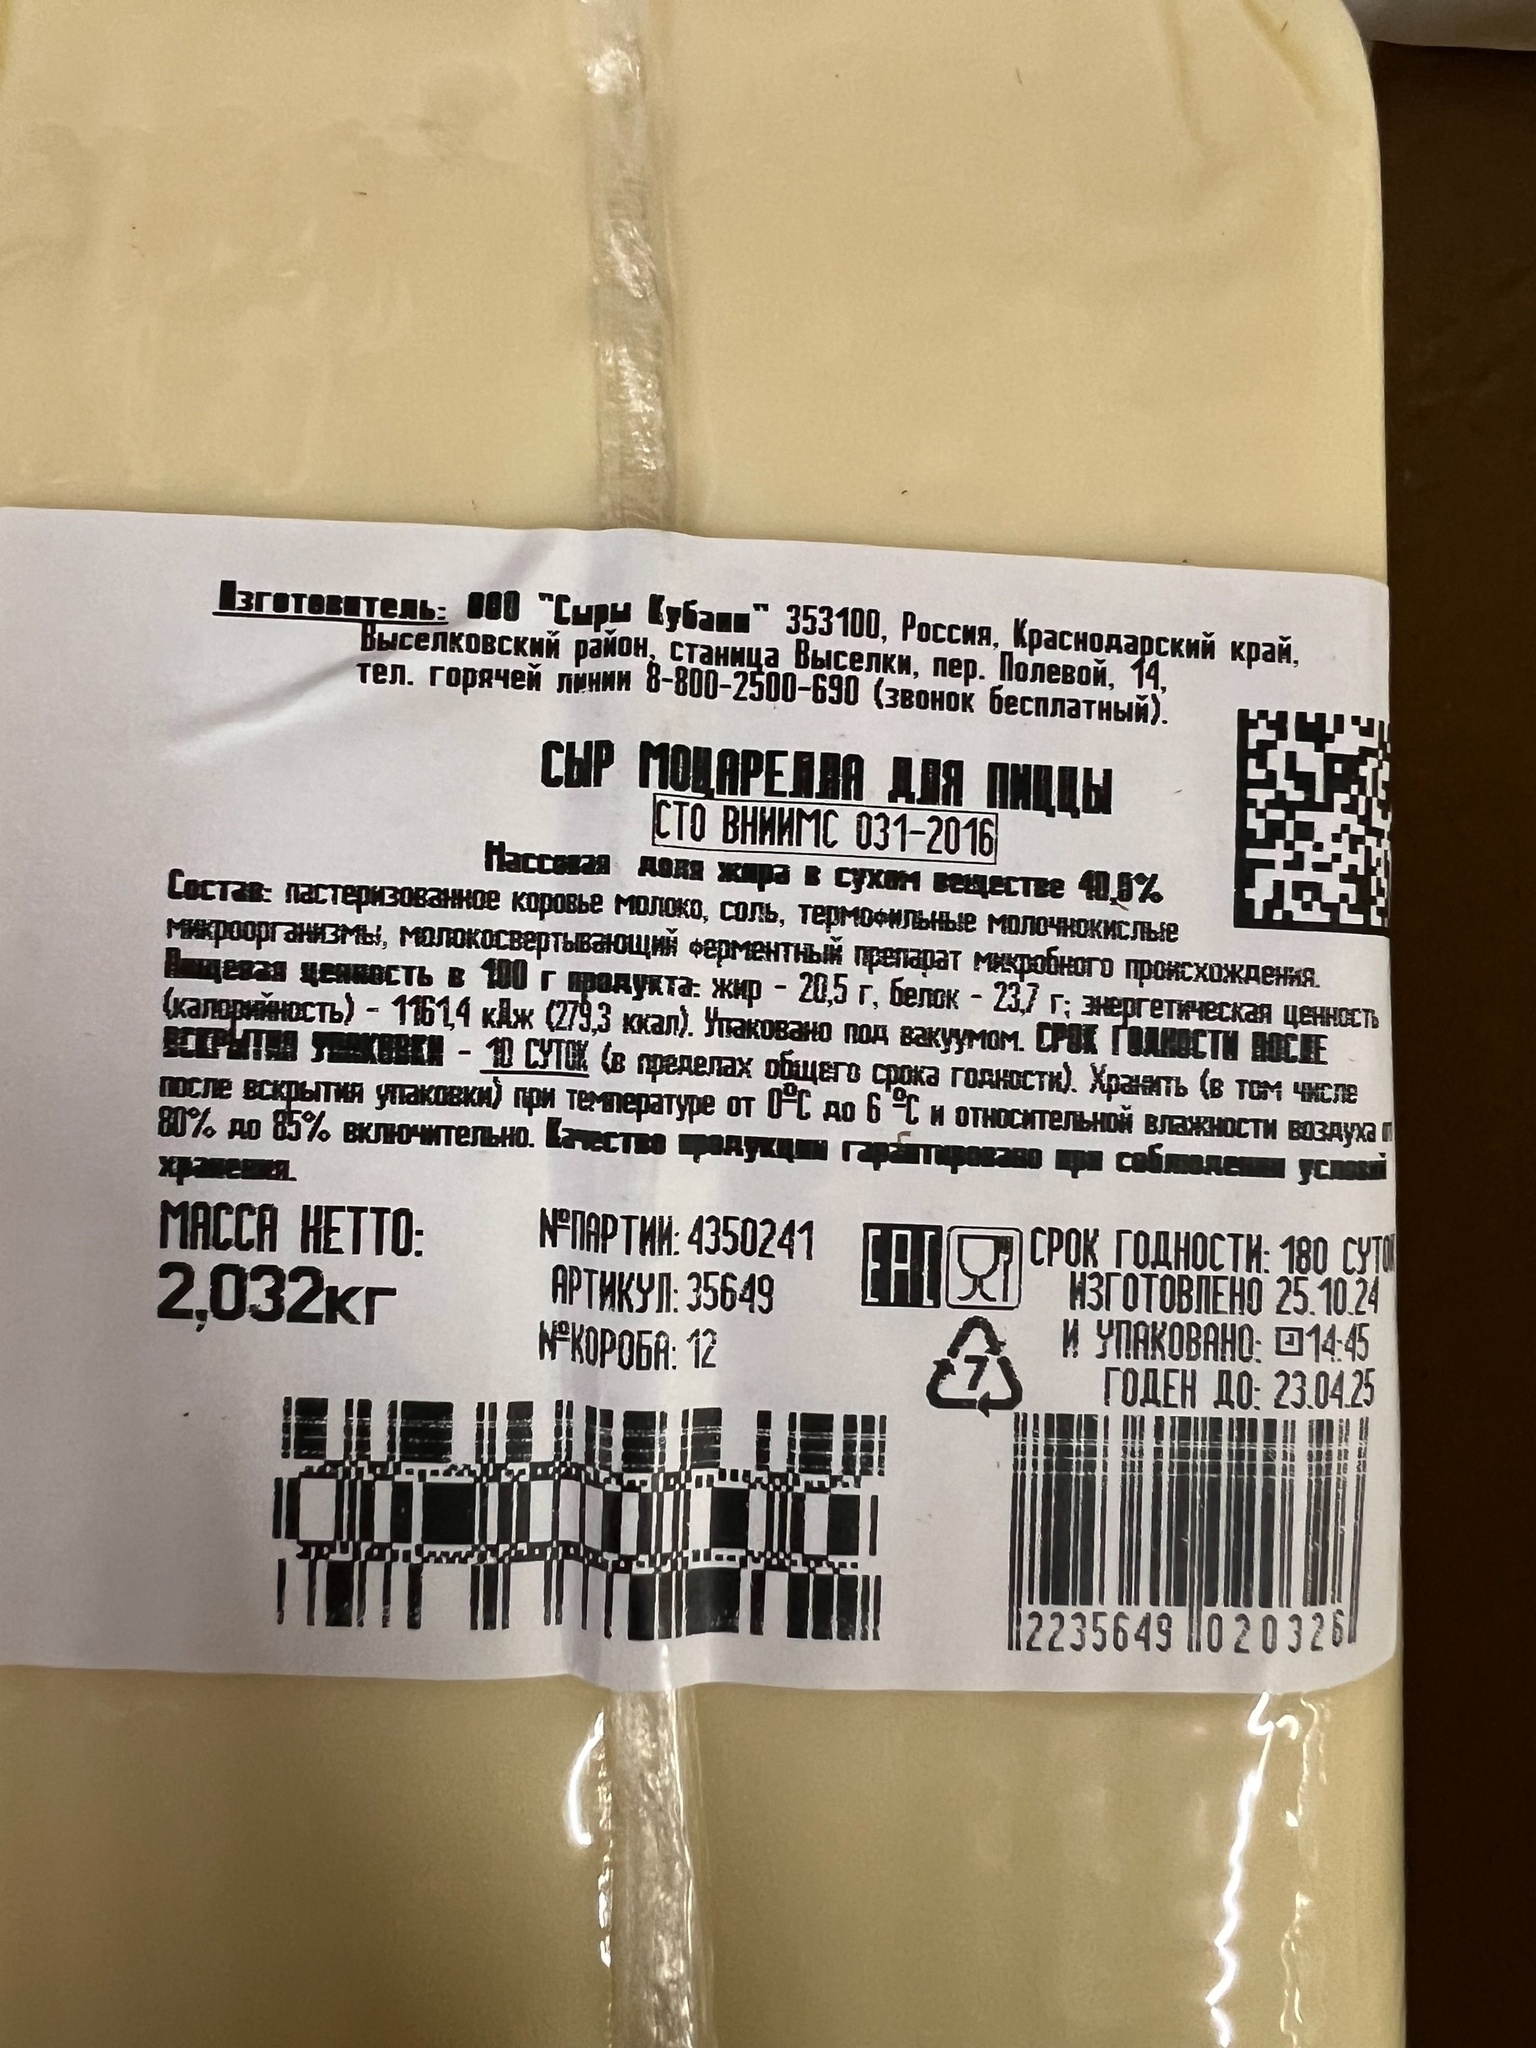 Изготовитель: ООО "Сыры Кубани" 353100, Россия, Краснодарский край,
Выселковский район, станица Выселки, пер. Полевой, 14,
тел. горячей линии 8-800-2500-690 (звонок бесплатный).
СЫР МОЦАРЕЛЛА ДЛЯ ПИЦЦЫ
СТО ВНИИМС 031-2016
Массовая доля жира в сухом веществе
Состав: пастеризованное коровье молоко, соль, термофильные молочнокислые
микроорганизмы, молокосвертывающий ферментный препарат микробного происхождения.
Пищевая ценность в 100 г продукта: жир - 20,5 г, белок - 23,7 г; энергетическая ценность
(калорийность) - 1161,4 кДж (279,3 ккал). Упаковано под вакуумом. СРОК ГОДНОСТИ ПОСЛЕ
ВСКРЫТИЯ УПАКОВКИ - 10 СУТОК (в пределах общего срока годности). Хранить (в том числе
после вскрытия упаковки) при температуре от 0ºС до 6 ºС и относительной влажности воздуха
80% до 85% включительно. Качество продукции гарантировано при соблюдении
хранения.
МАССА НЕТТО:
2,032кг
№ПАРТИИ: 4350241
АРТИКУЛ: 35649
№КОРОБА: 12
EAC
СРОК ГОДНОСТИ: 180
ИЗГОТОВЛЕНО 25.10.24
И УПАКОВАНО: 14:45
ГОДЕН ДО: 23.04.25
7
2235649 020326